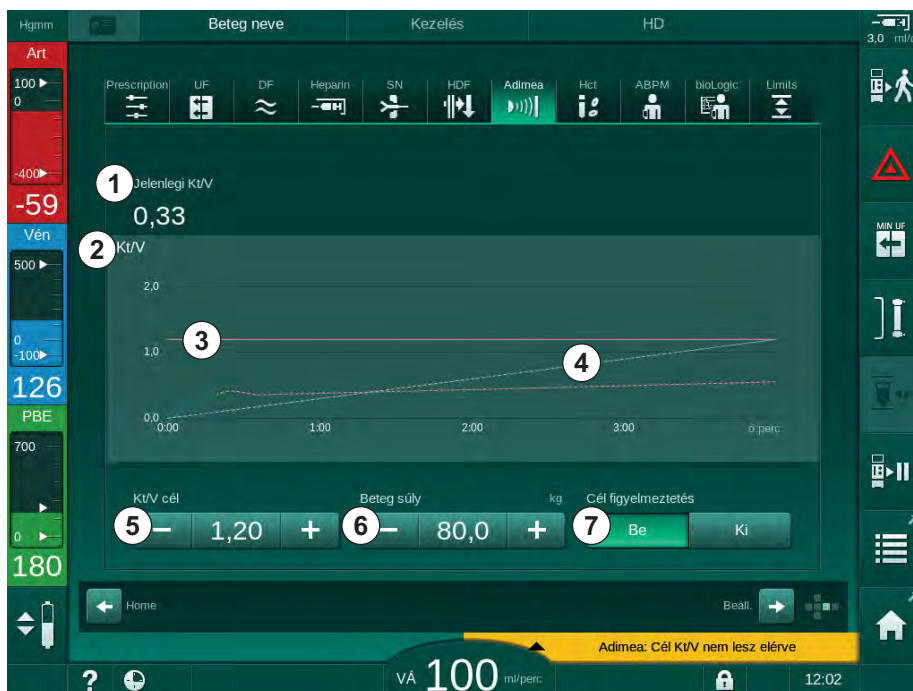 Hgmm
Beteg neve Kezelés HD
3,0
Art
100
0
-400
-59
Vén
500
0
-100
126
PBE
700
0
180
Prescription UF DF Heparin SN HDF Adimea Hct ABPM bioLogic Limits
1 Jelenlegi Kt/V
0,33
2 Kt/V
2,0
3
1,0
4
0,0
0:00 1:00 2:00 3:00 perc
Kt/V cél Beteg súly kg Cél figyelmeztetés
5 − 1,20 + 6 − 80,0 + 7 Be Ki
Home Beáll.
Adimea: Cél Kt/V nem lesz elérve
? VÁ 100 ml/perc 12:02
MIN UF